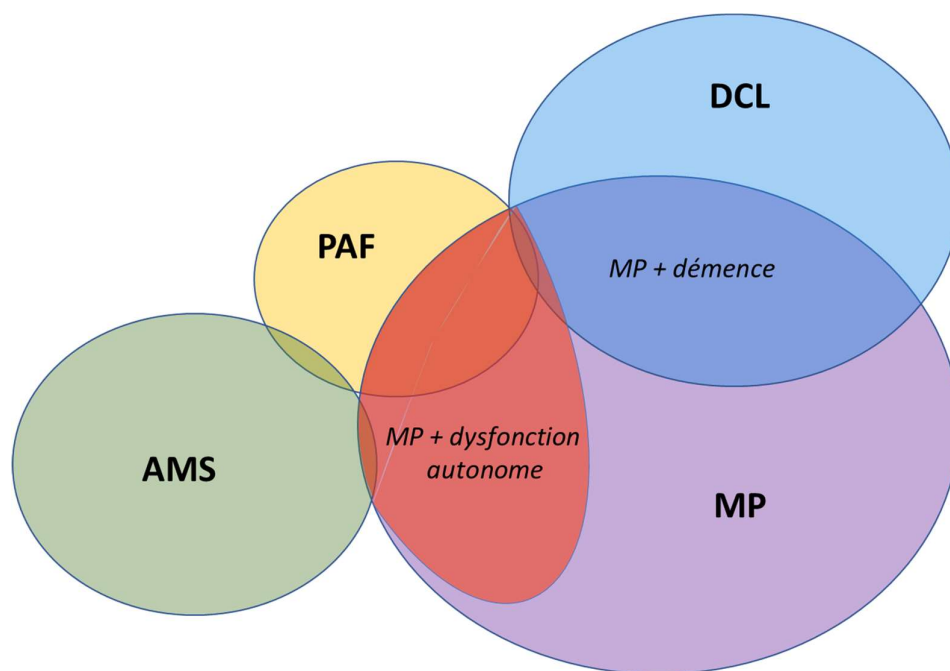 DCL
PAF
MP + démence
MP + dysfonction
autonome
AMS
MP